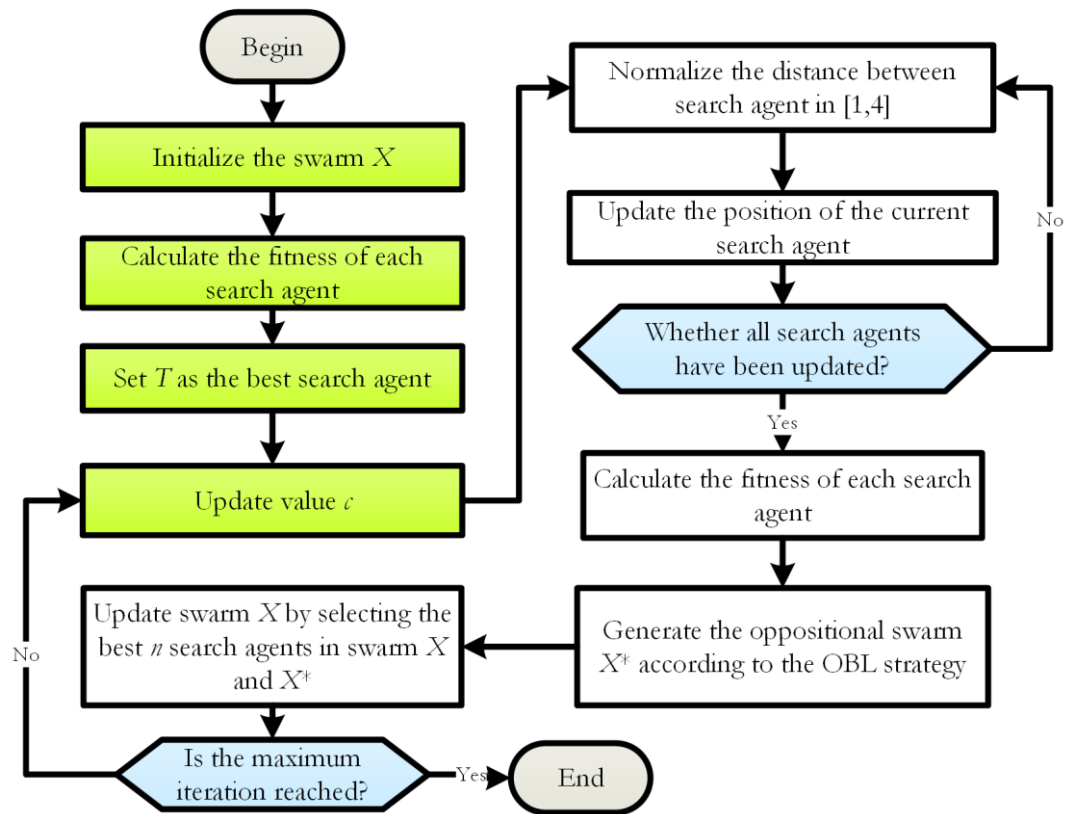 Begin
Initialize the swarm X
Calculate the fitness of each
search agent
Set T as the best search agent
Update value c
Normalize the distance between
search agent in [1,4]
Update the position of the current
search agent
No
Whether all search agents
have been updated?
Yes
Calculate the fitness of each search
agent
Generate the oppositional swarm
X* according to the OBL strategy
Update swarm X by selecting the
best n search agents in swarm X
and X*
No
Is the maximum
iteration reached?
Yes
End